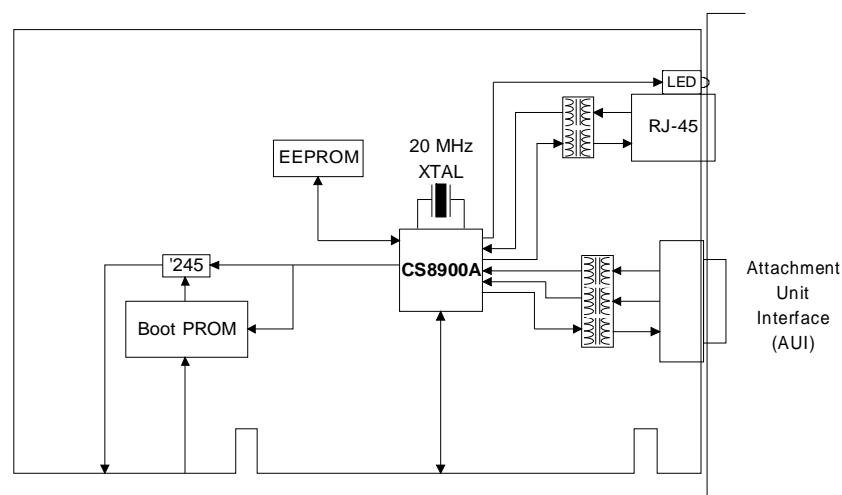 LED
RJ-45
20 MHz
XTAL
EEPROM
'245
CS8900A
Boot PROM
Attachment
Unit
Interface
(AUI)